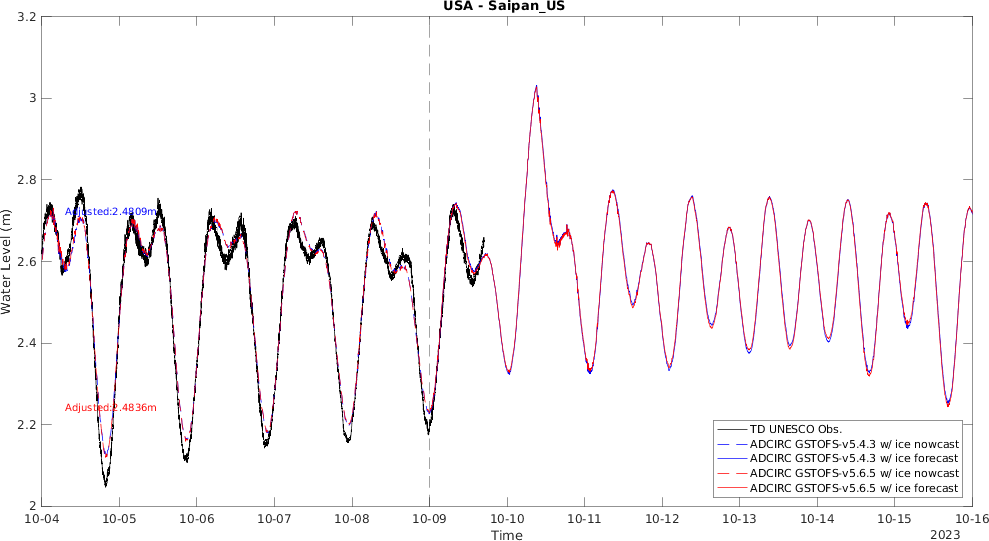 USA - Saipan_US
Water Level (m)
3.2
3
2.8
2.6
2.4
2.2
2
Adjusted:2.4809m
Adjusted:2.4836m
TD UNESCO Obs.
ADCIRC GSTOFS-v5.4.3 w/ ice nowcast
ADCIRC GSTOFS-v5.4.3 w/ ice forecast
ADCIRC GSTOFS-v5.6.5 w/ ice nowcast
ADCIRC GSTOFS-v5.6.5 w/ ice forecast
10-04 10-05 10-06 10-07 10-08 10-09 10-10 10-11 10-12 10-13 10-14 10-15 10-16
Time
2023